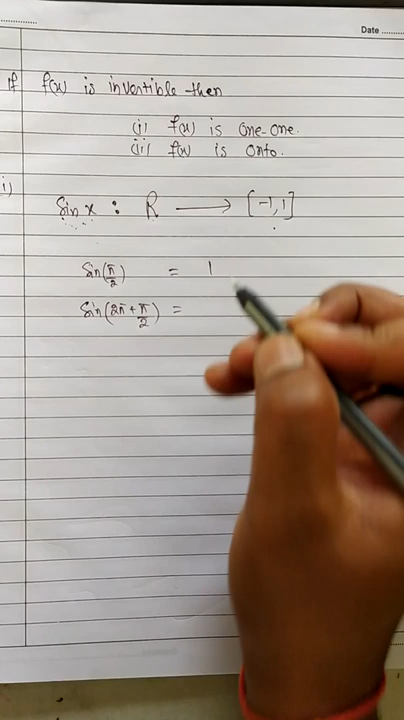 Date
If f(x) is invertible then
(i) f(x) is one-one.
(ii) f(x) is onto.
i)
Sin x : R ⟶ [-1, 1]
Sin(π/2) = 1
Sin(2π + π/2) =